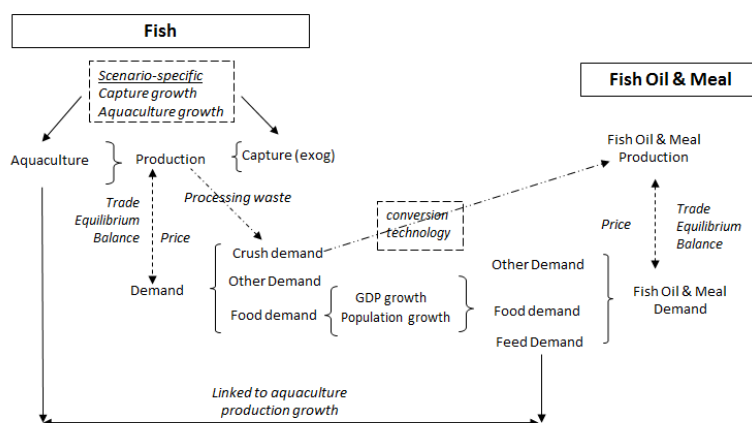 Fish
Scenario-specific
Capture growth
Aquaculture growth
Fish Oil & Meal
Aquaculture
Production
Capture (exog)
Fish Oil & Meal
Production
Processing waste
Trade
Equilibrium
Balance
Price
conversion
technology
Price
Trade
Equilibrium
Balance
Demand
Crush demand
Other Demand
Food demand
GDP growth
Population growth
Other Demand
Food demand
Feed Demand
Fish Oil & Meal
Demand
Linked to aquaculture
production growth